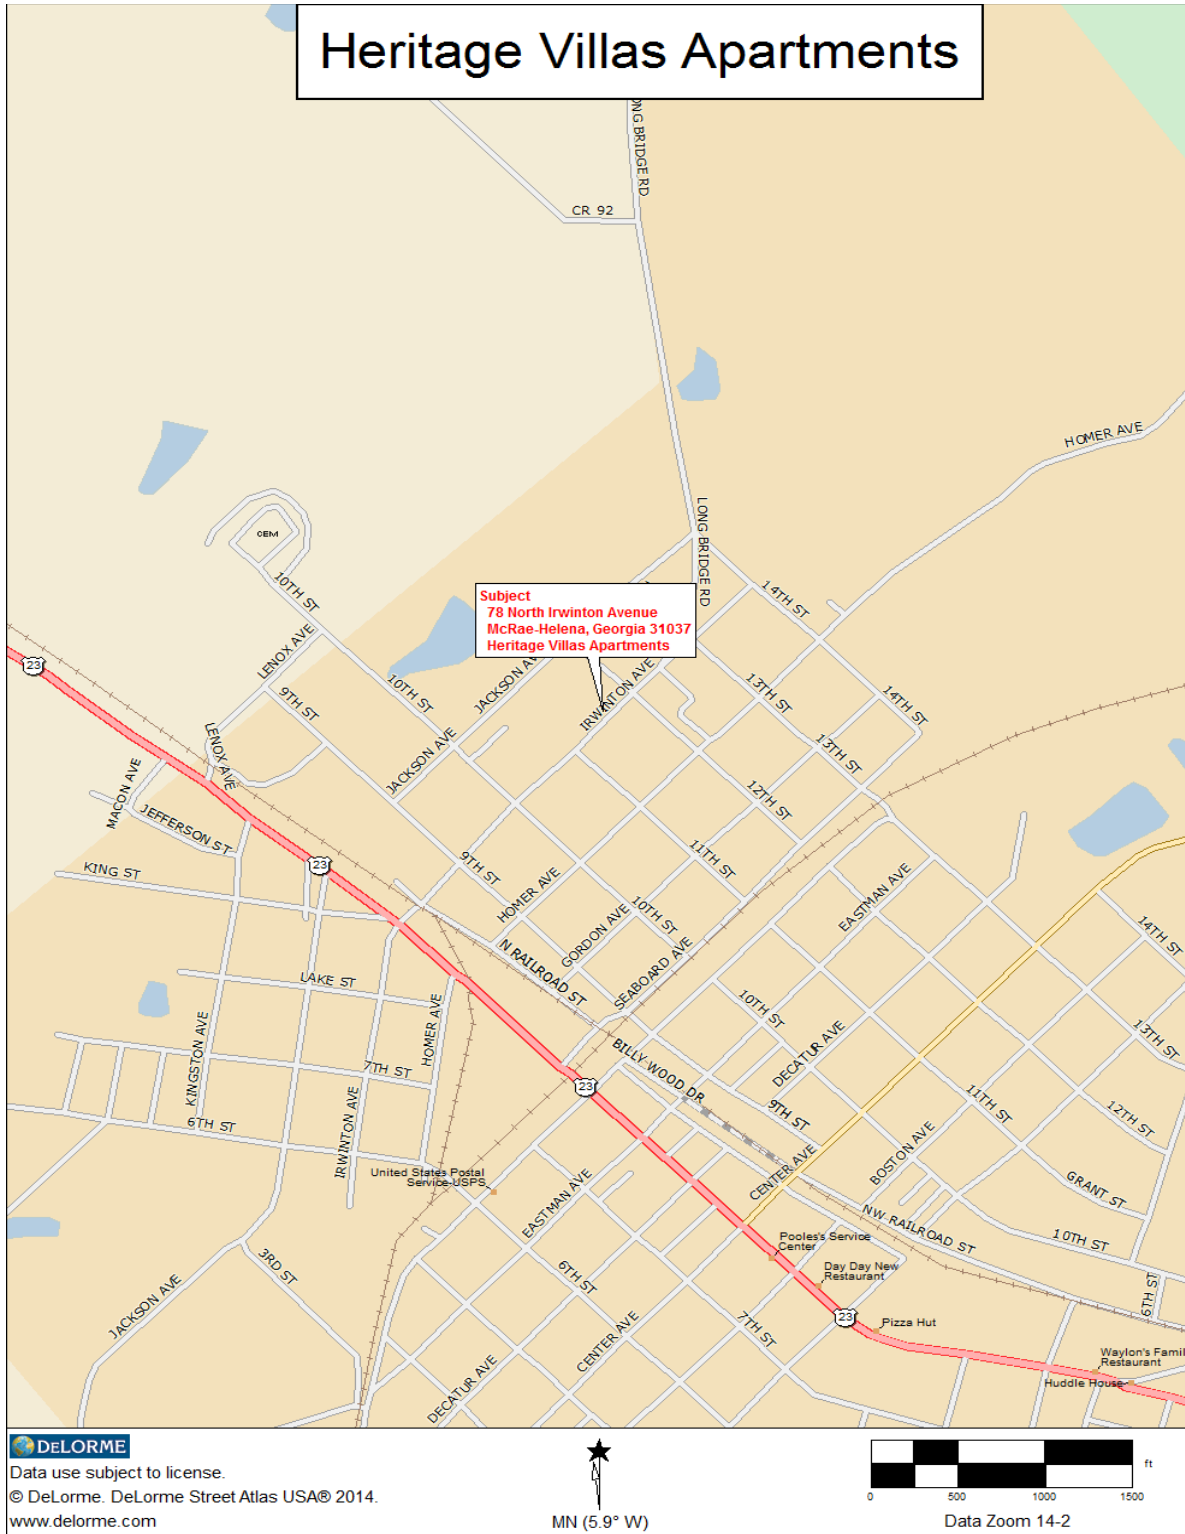 Heritage Villas Apartments
ONG BRIDGE RD
CR 92
HOMER AVE
LONG BRIDGE RD
CEM
10TH ST
14TH ST
Subject
78 North Irwinton Avenue
McRae-Helena, Georgia 31037
Heritage Villas Apartments
LENOX AVE
23
10TH ST
JACKSON AV
IRWINTON AVE
13TH ST
14TH ST
9TH ST
LENOX AVE
JACKSON AVE
13TH ST
MACON AVE
JEFFERSON ST
12TH ST
KING ST
23
9TH ST
11TH ST
HOMER AVE
EASTMAN AVE
10TH ST
GORDON AVE
14TH ST
N RAILROAD ST
SEABOARD AVE
LAKE ST
10TH ST
HOMER AVE
KINGSTON AVE
13TH ST
DECATUR AVE
BILLY WOOD DR
7TH ST
23
9TH ST
11TH ST
12TH ST
6TH ST
IRWINTON AVE
BOSTON AVE
CENTER AVE
United States Postal
Service-USPS
EASTMAN AVE
GRANT ST
NW RAILROAD ST
10TH ST
Pooles's Service
Center
3RD ST
6TH ST
Day Day New
Restaurant
6TH ST
JACKSON AVE
23
Pizza Hut
CENTER AVE
7TH ST
Waylon's Famil
Restaurant
DECATUR AVE
Huddle House
DELORME
Data use subject to license.
© DeLorme. DeLorme Street Atlas USA® 2014.
www.delorme.com
MN (5.9° W)
ft
0 500 1000 1500
Data Zoom 14-2